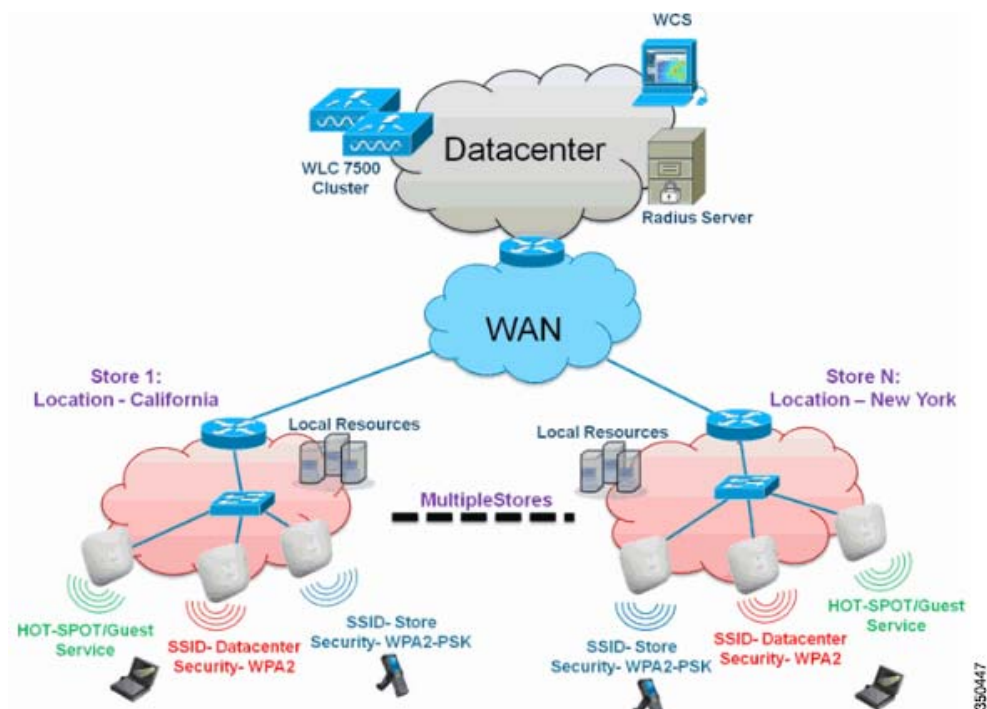 WCS
Datacenter
WLC 7500
Cluster
Radius Server
WAN
Store 1:
Location - California
Store N:
Location – New York
Local Resources
Local Resources
MultipleStores
HOT-SPOT/Guest
Service
SSID- Datacenter
Security- WPA2
SSID- Store
Security- WPA2-PSK
SSID- Store
Security- WPA2-PSK
SSID- Datacenter
Security- WPA2
HOT-SPOT/Guest
Service
350447